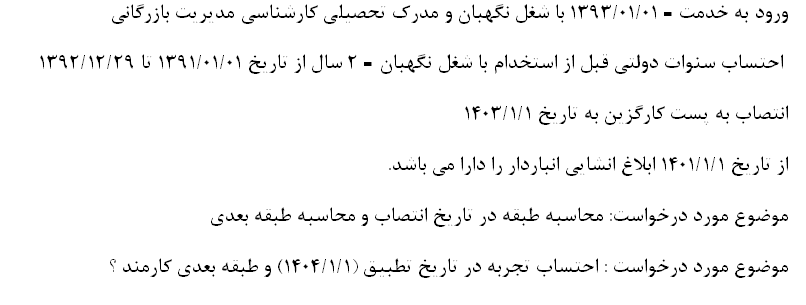 ورود به خدمت = ۱۳۹۳/۰۱/۰۱ با شغل نگهبان و مدرک تحصیلی کارشناسی مدیریت بازرگانی
احتساب سنوات دولتی قبل از استخدام با شغل نگهبان = ۲ سال از تاریخ ۱۳۹۱/۰۱/۰۱ تا ۱۳۹۲/۱۲/۲۹
انتصاب به پست کارگزین به تاریخ ۱۴۰۳/۱/۱
از تاریخ ۱۴۰۱/۱/۱ ابلاغ انشایی انباردار را دارا می باشد.
موضوع مورد درخواست: محاسبه طبقه در تاریخ انتصاب و محاسبه طبقه بعدی
موضوع مورد درخواست : احتساب تجربه در تاریخ تطبیق (۱۴۰۴/۱/۱) و طبقه بعدی کارمند ؟